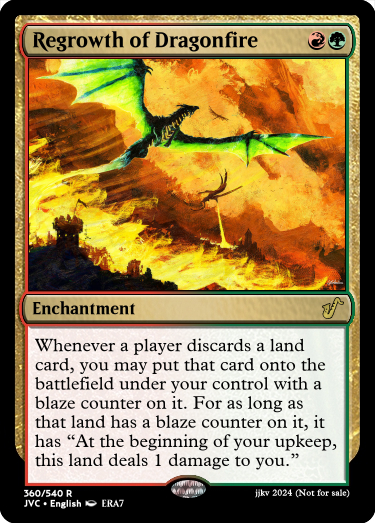 Regrowth of Dragonfire
Enchantment
Whenever a player discards a land
card, you may put that card onto the
battlefield under your control with a
blaze counter on it. For as long as
that land has a blaze counter on it, it
has “At the beginning of your upkeep,
this land deals 1 damage to you.”
360/540 R
JVC • English ERA7
jjkv 2024 (Not for sale)